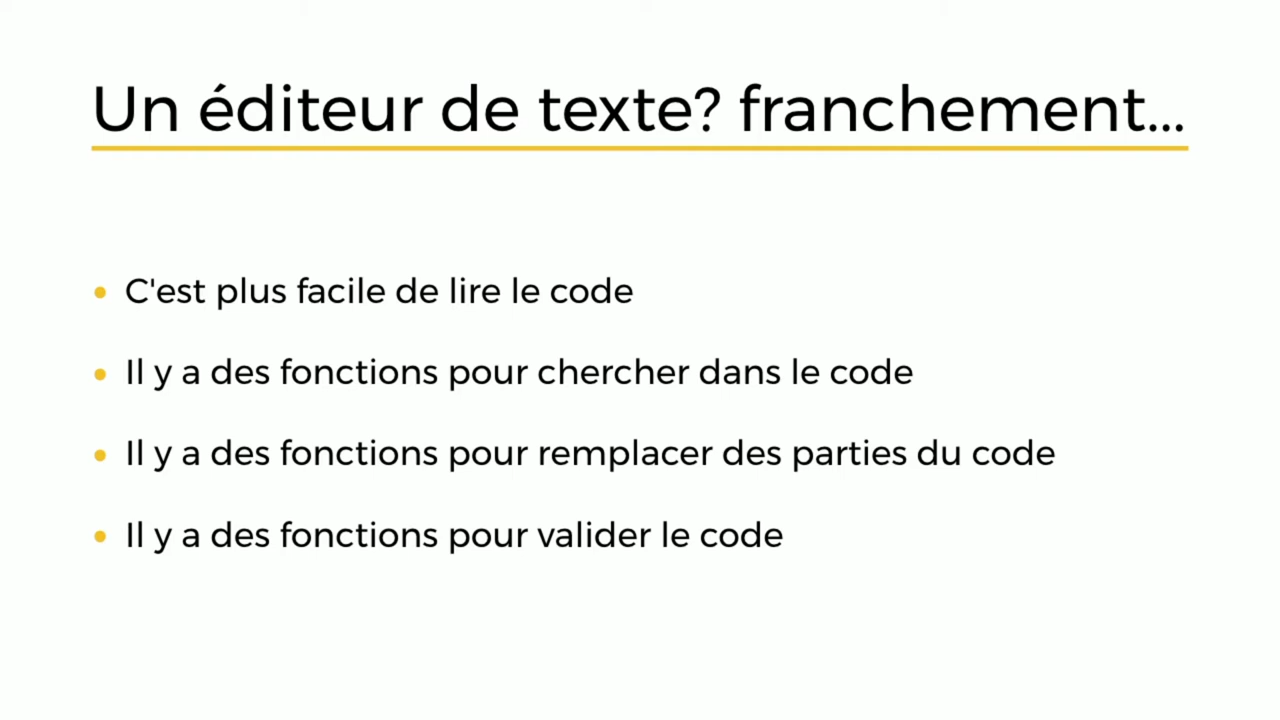 Un éditeur de texte? franchement...
C'est plus facile de lire le code
Il y a des fonctions pour chercher dans le code
Il y a des fonctions pour remplacer des parties du code
Il y a des fonctions pour valider le code